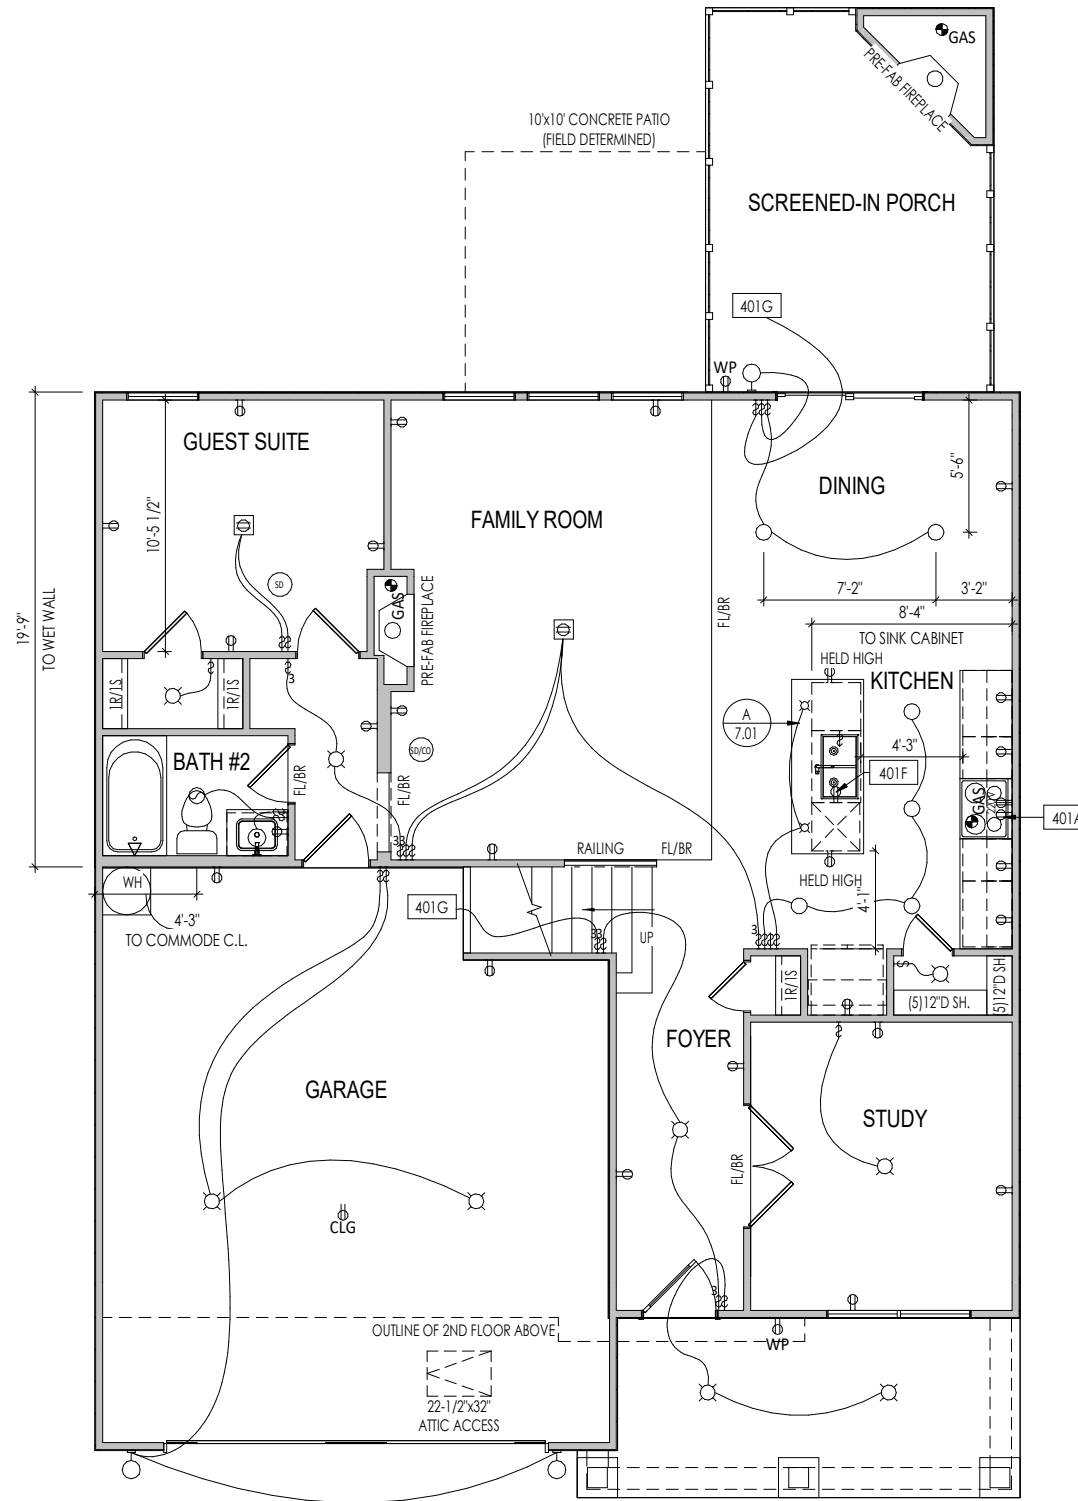 GAS
PRE-FAB FIREPLACE
10'x10' CONCRETE PATIO
(FIELD DETERMINED)
SCREENED-IN PORCH
401G
WP
GUEST SUITE
DINING
5'-6"
FAMILY ROOM
10'-5 1/2"
19'-9"
TO WET WALL
SD
GAS
PRE-FAB FIREPLACE
FL/BR
7'-2"
3'-2"
8'-4"
TO SINK CABINET
HELD HIGH
KITCHEN
1R/1S
1R/1S
3
A
7.01
4'-3"
SD/CO
BATH #2
FL/BR
FL/BR
401F
GAS
401A
RAILING
FL/BR
HELD HIGH
WH
4'-3"
TO COMMODE C.L.
401G
4'-1"
3
33
UP
3
1R/1S
(5)12"D SH.
5)12"D SH.
FOYER
GARAGE
STUDY
FL/BR
CLG
3
OUTLINE OF 2ND FLOOR ABOVE
WP
22-1/2"x32"
ATTIC ACCESS